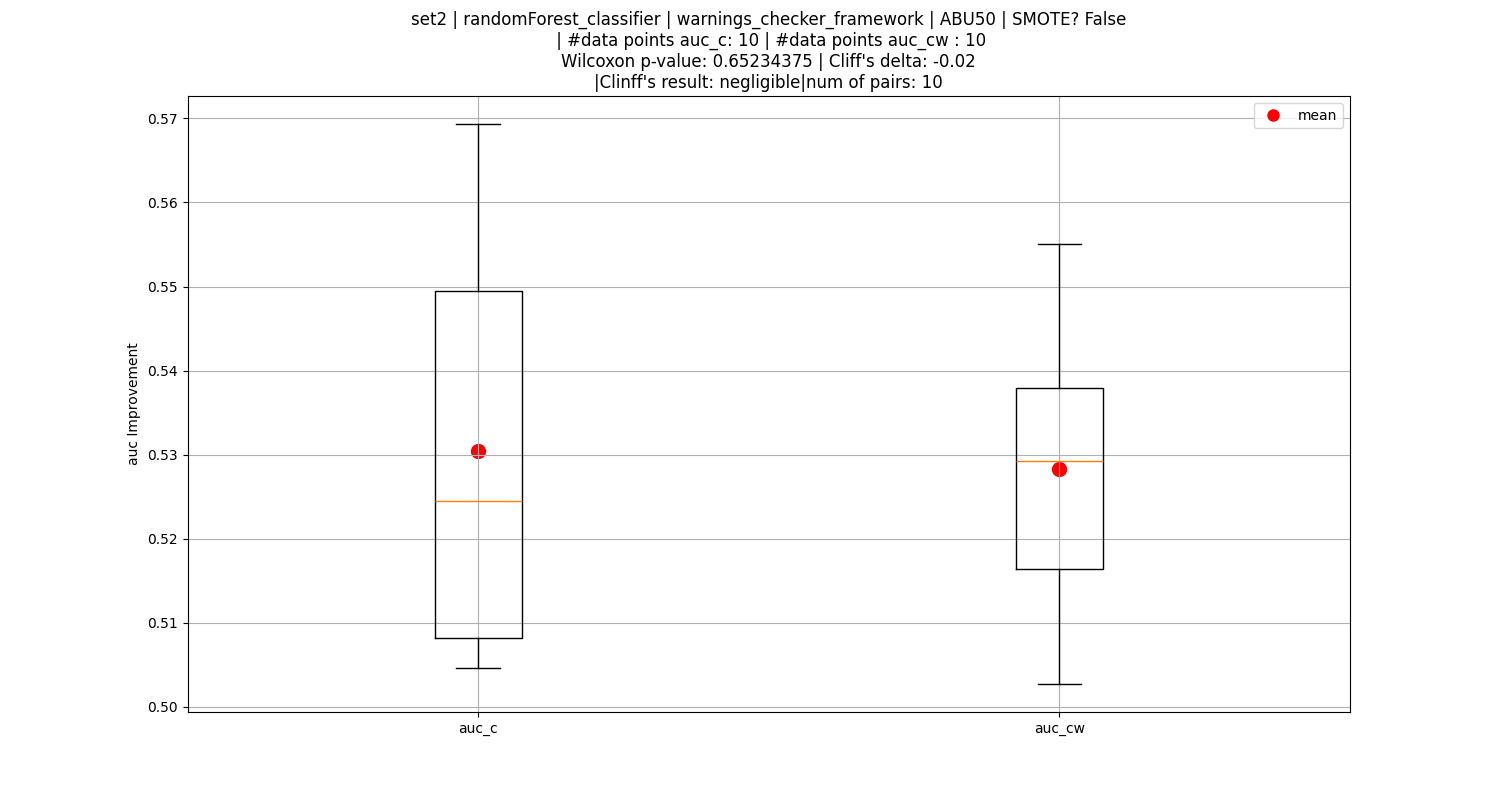 set2 | randomForest_classifier | warnings_checker_framework | ABU50 | SMOTE? False
| #data points auc_c: 10 | #data points auc_cw : 10
Wilcoxon p-value: 0.65234375 | Cliff's delta: -0.02
|Clinff's result: negligible|num of pairs: 10
mean
0.57
0.56
0.55
0.54
0.53
0.52
0.51
0.50
auc Improvement
auc_c
auc_cw